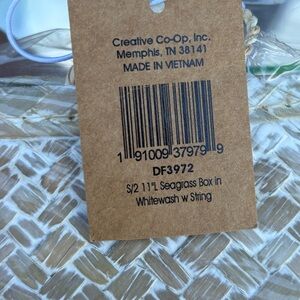 Creative Co-Op, Inc.
Memphis, TN 38141
MADE IN VIETNAM
1 91009 37979 9
DF3972
S/2 11"L Seagrass Box in
Whitewash w String